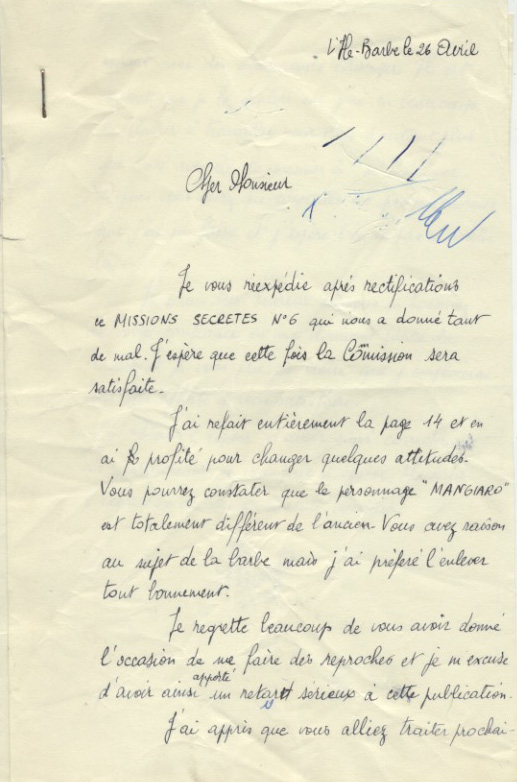 L'Ile-Barbe le 26 Avril
Cher Monsieur
Je vous réexpédie après rectifications
ce MISSIONS SECRETES N°6 qui nous a donné tant
de mal. J'espère que cette fois la Commission sera
satisfaite.
J'ai refait entièrement la page 14 et en
ai profité pour changer quelques attitudes.
Vous pourrez constater que le personnage "MANGIARO"
est totalement différent de l'ancien. Vous avez raison
au sujet de la barbe mais j'ai préféré l'enlever
tout bonnement.
Je regrette beaucoup de vous avoir donné
l'occasion de me faire des reproches et je m'excuse
d'avoir ainsi apporté un retard sérieux à cette publication.
J'ai appris que vous alliez traiter prochai-